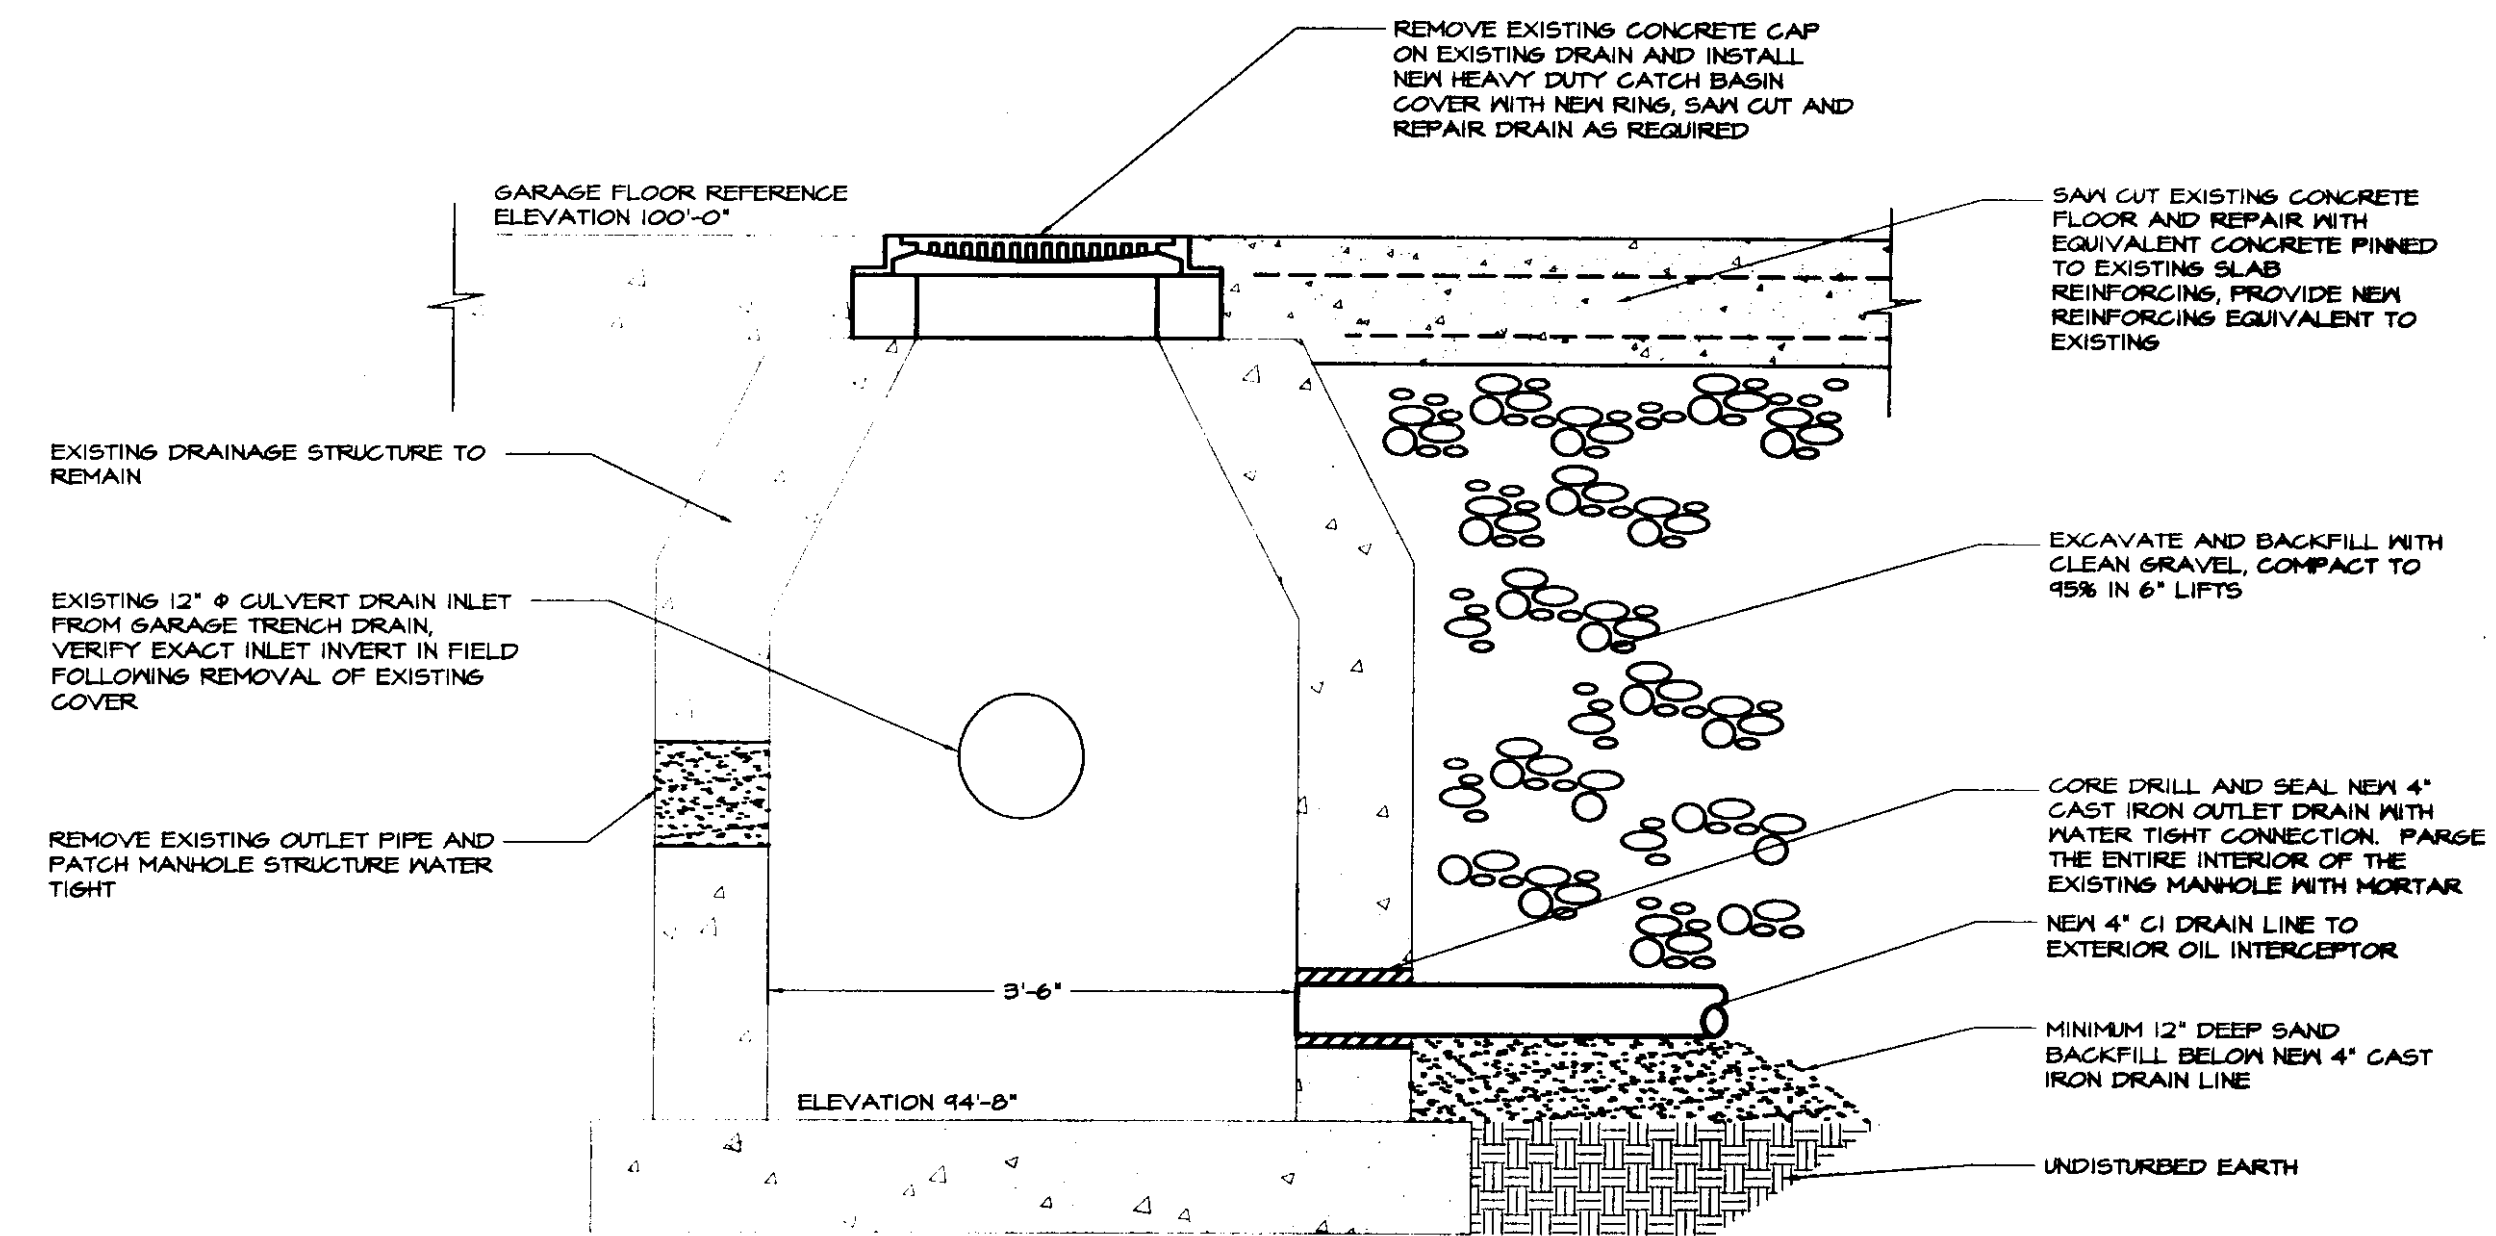 REMOVE EXISTING CONCRETE CAP
ON EXISTING DRAIN AND INSTALL
NEW HEAVY DUTY CATCH BASIN
COVER WITH NEW RING, SAW CUT AND
REPAIR DRAIN AS REQUIRED
GARAGE FLOOR REFERENCE
ELEVATION 100'-0"
SAW CUT EXISTING CONCRETE
FLOOR AND REPAIR WITH
EQUIVALENT CONCRETE PINNED
TO EXISTING SLAB
REINFORCING, PROVIDE NEW
REINFORCING EQUIVALENT TO
EXISTING
EXISTING DRAINAGE STRUCTURE TO
REMAIN
EXCAVATE AND BACKFILL WITH
CLEAN GRAVEL, COMPACT TO
95% IN 6" LIFTS
EXISTING 12" Φ CULVERT DRAIN INLET
FROM GARAGE TRENCH DRAIN,
VERIFY EXACT INLET INVERT IN FIELD
FOLLOWING REMOVAL OF EXISTING
COVER
CORE DRILL AND SEAL NEW 4"
CAST IRON OUTLET DRAIN WITH
WATER TIGHT CONNECTION. PARGE
THE ENTIRE INTERIOR OF THE
EXISTING MANHOLE WITH MORTAR
REMOVE EXISTING OUTLET PIPE AND
PATCH MANHOLE STRUCTURE WATER
TIGHT
NEW 4" CI DRAIN LINE TO
EXTERIOR OIL INTERCEPTOR
3'-6"
MINIMUM 12" DEEP SAND
BACKFILL BELOW NEW 4" CAST
IRON DRAIN LINE
ELEVATION 94'-8"
UNDISTURBED EARTH